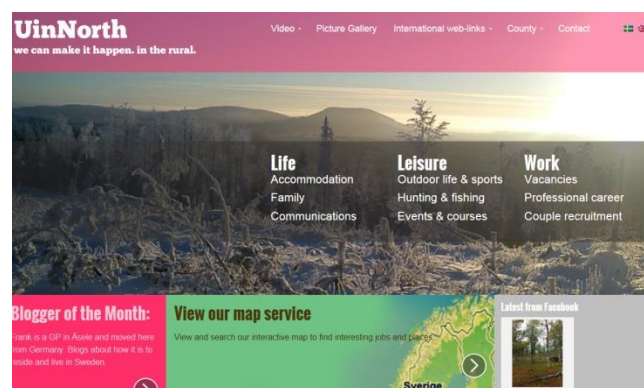 UinNorth
we can make it happen. in the rural.
Video
Picture Gallery
International web-links
County
Contact
Life
Accommodation
Family
Communications
Leisure
Outdoor life & sports
Hunting & fishing
Events & courses
Work
Vacancies
Professional career
Couple recruitment
Blogger of the Month:
Frank is a GP in Åsele and moved here
from Germany. Blogs about how it is to
reside and live in Sweden.
View our map service
View and search our interactive map to find interesting jobs and places.
Sverige
Latest from Facebook